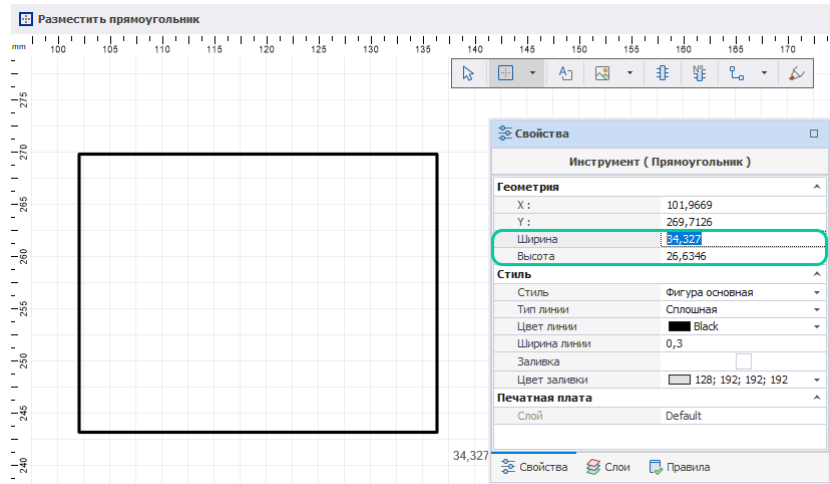 Разместить прямоугольник
mm 100 105 110 115 120 125 130 135 140 145 150 155 160 165 170
275
270
265
260
255
250
245
240
Свойства
Инструмент ( Прямоугольник )
Геометрия
X : 101,9669
Y : 269,7126
Ширина 34,327
Высота 26,6346
Стиль
Стиль Фигура основная
Тип линии Сплошная
Цвет линии Black
Ширина линии 0,3
Заливка
Цвет заливки 128; 192; 192; 192
Печатная плата
Слой Default
34,327
Свойства Слои Правила